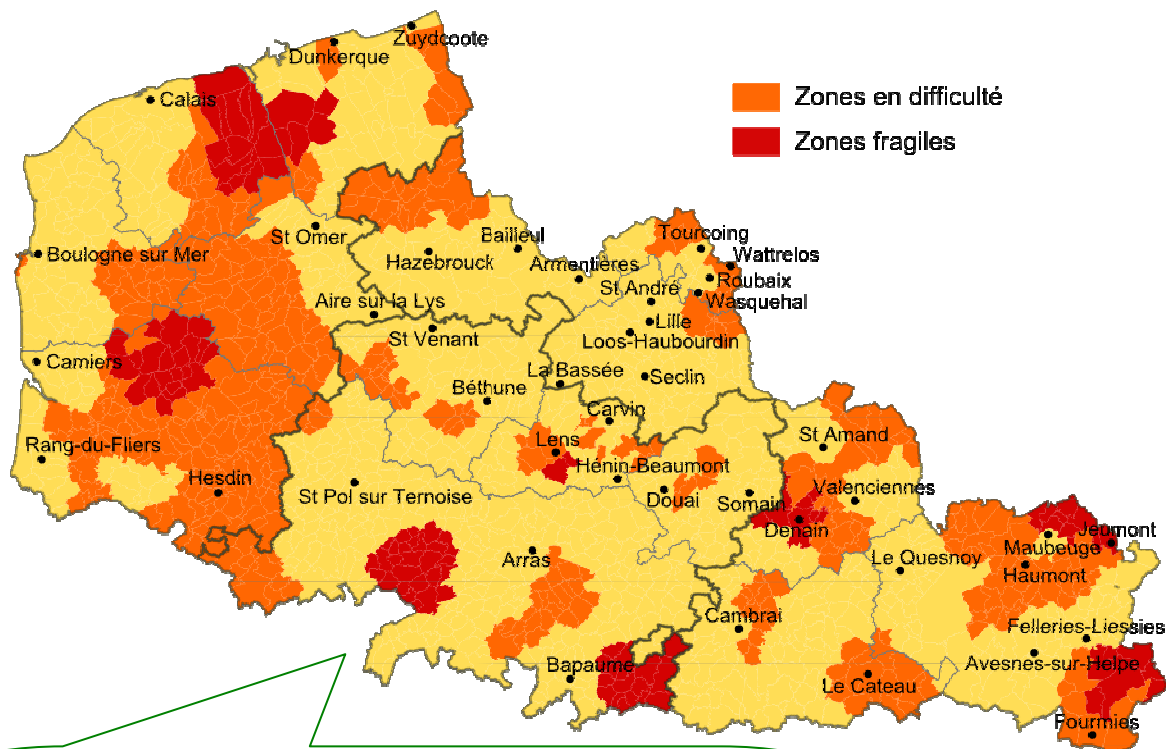 Zuydcoote
Dunkerque
Calais
Zones en difficulté
Zones fragiles
St Omer
Bailleul
Tourcoing
Boulogne sur Mer
Hazebrouck
Armentières
Wattrelos
St André
Roubaix
Aire sur la Lys
Wasquehal
Lille
St Venant
Loos-Haubourdin
Camiers
La Bassée
Seclin
Béthune
Carvin
Rang-du-Fliers
Lens
St Amand
Hesdin
Hénin-Beaumont
St Pol sur Ternoise
Douai
Somain
Valenciennes
Denain
Jeumont
Arras
Le Quesnoy
Maubeuge
Haumont
Cambrai
Felleries-Liessies
Bapaume
Avesnes-sur-Helpe
Le Cateau
Fourmies